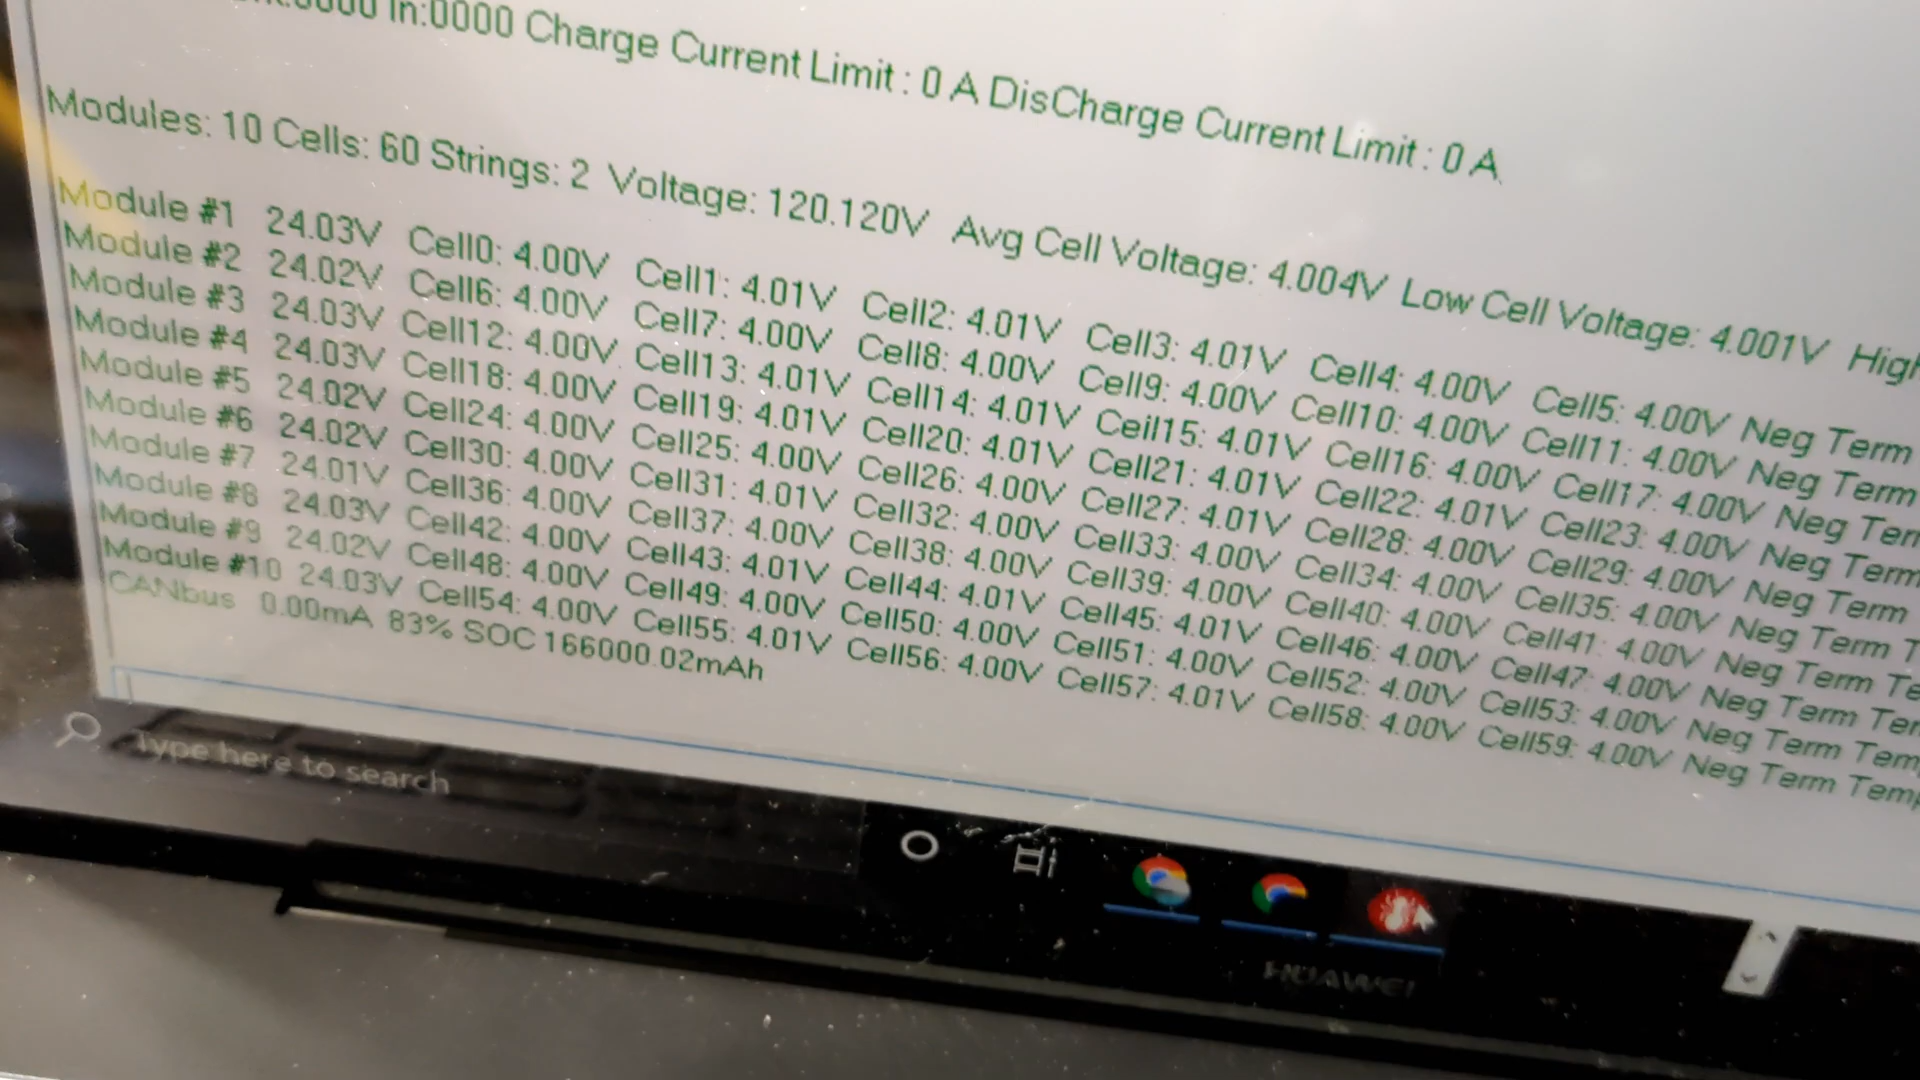 In:0000 Charge Current Limit : 0 A DisCharge Current Limit : 0 A
Modules: 10 Cells: 60 Strings: 2 Voltage: 120.120V Avg Cell Voltage: 4.004V Low Cell Voltage: 4.001V High
Module #1 24.03V Cell0: 4.00V Cell1: 4.01V Cell2: 4.01V Cell3: 4.01V Cell4: 4.00V Cell5: 4.00V Neg Term
Module #2 24.02V Cell6: 4.00V Cell7: 4.00V Cell8: 4.00V Cell9: 4.00V Cell10: 4.00V Cell11: 4.00V Neg Term
Module #3 24.03V Cell12: 4.00V Cell13: 4.01V Cell14: 4.01V Cell15: 4.01V Cell16: 4.00V Cell17: 4.00V Neg Term
Module #4 24.03V Cell18: 4.00V Cell19: 4.01V Cell20: 4.01V Cell21: 4.01V Cell22: 4.01V Cell23: 4.00V Neg Term
Module #5 24.02V Cell24: 4.00V Cell25: 4.00V Cell26: 4.00V Cell27: 4.01V Cell28: 4.00V Cell29: 4.00V Neg Term
Module #6 24.02V Cell30: 4.00V Cell31: 4.01V Cell32: 4.00V Cell33: 4.00V Cell34: 4.00V Cell35: 4.00V Neg Term T
Module #7 24.01V Cell36: 4.00V Cell37: 4.00V Cell38: 4.00V Cell39: 4.00V Cell40: 4.00V Cell41: 4.00V Neg Term Te
Module #8 24.03V Cell42: 4.00V Cell43: 4.01V Cell44: 4.01V Cell45: 4.01V Cell46: 4.00V Cell47: 4.00V Neg Term Ter
Module #9 24.02V Cell48: 4.00V Cell49: 4.00V Cell50: 4.00V Cell51: 4.00V Cell52: 4.00V Cell53: 4.00V Neg Term Tem
Module #10 24.03V Cell54: 4.00V Cell55: 4.01V Cell56: 4.00V Cell57: 4.01V Cell58: 4.00V Cell59: 4.00V Neg Term Temp
CANbus 0.00mA 83% SOC 166000.02mAh
Type here to search
HUAWEI